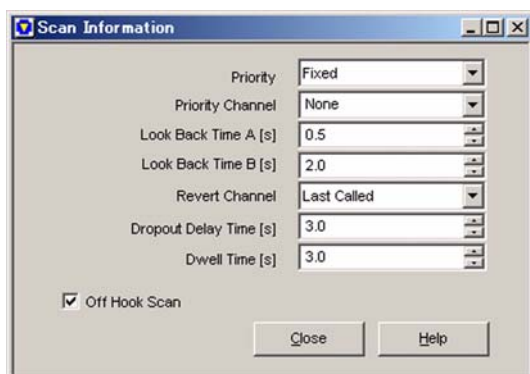 Scan Information
Priority Fixed
Priority Channel None
Look Back Time A [s] 0.5
Look Back Time B [s] 2.0
Revert Channel Last Called
Dropout Delay Time [s] 3.0
Dwell Time [s] 3.0
Off Hook Scan
Close Help